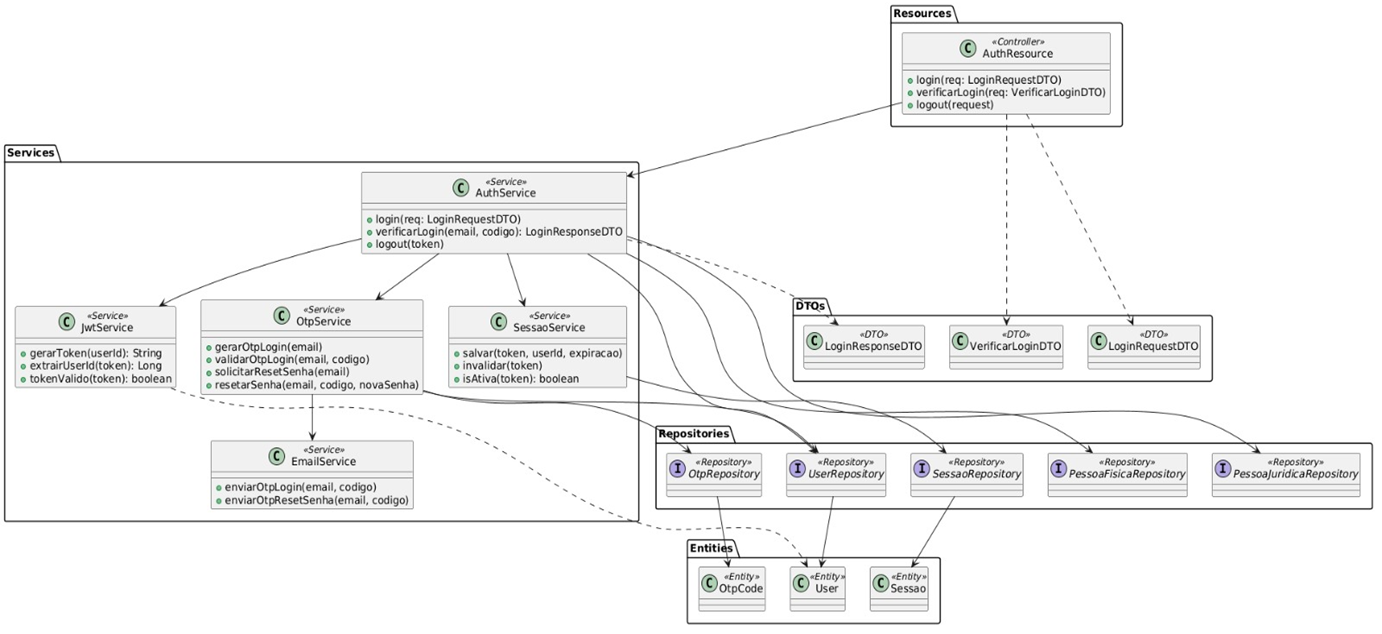 Resources
C
«Controller»
AuthResource
login(req: LoginRequestDTO)
verificarLogin(req: VerificarLoginDTO)
logout(request)
Services
C
«Service»
AuthService
login(req: LoginRequestDTO)
verificarLogin(email, codigo): LoginResponseDTO
logout(token)
C
«Service»
JwtService
gerarToken(userId): String
extrairUserId(token): Long
tokenValido(token): boolean
C
«Service»
OtpService
gerarOtpLogin(email)
validarOtpLogin(email, codigo)
solicitarResetSenha(email)
resetarSenha(email, codigo, novaSenha)
C
«Service»
SessaoService
salvar(token, userId, expiracao)
invalidar(token)
isAtiva(token): boolean
C
«Service»
EmailService
enviarOtpLogin(email, codigo)
enviarOtpResetSenha(email, codigo)
DTOs
C
«DTO»
LoginResponseDTO
C
«DTO»
VerificarLoginDTO
C
«DTO»
LoginRequestDTO
Repositories
I
«Repository»
OtpRepository
I
«Repository»
UserRepository
I
«Repository»
SessaoRepository
I
«Repository»
PessoaFisicaRepository
I
«Repository»
PessoaJuridicaRepository
Entities
C
«Entity»
OtpCode
C
«Entity»
User
C
«Entity»
Sessao